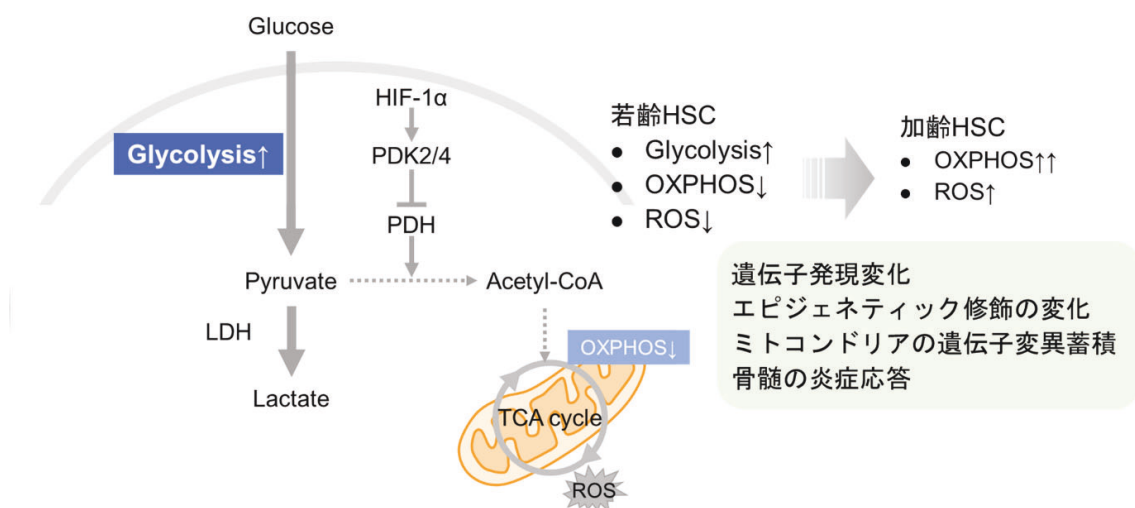 Glucose
Glycolysis↑
HIF-1α
PDK2/4
PDH
Pyruvate
Acetyl-CoA
LDH
Lactate
OXPHOS↓
TCA cycle
ROS
若齢HSC
● Glycolysis↑
● OXPHOS↓
● ROS↓
加齢HSC
● OXPHOS↑↑
● ROS↑
遺伝子発現変化
エピジェネティック修飾の変化
ミトコンドリアの遺伝子変異蓄積
骨髄の炎症応答